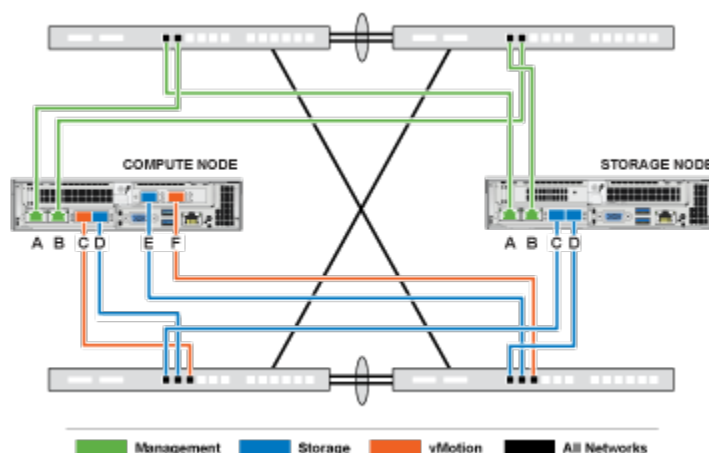 COMPUTE NODE
STORAGE NODE
A B C D E F
A B C D
Management Storage vMotion All Networks